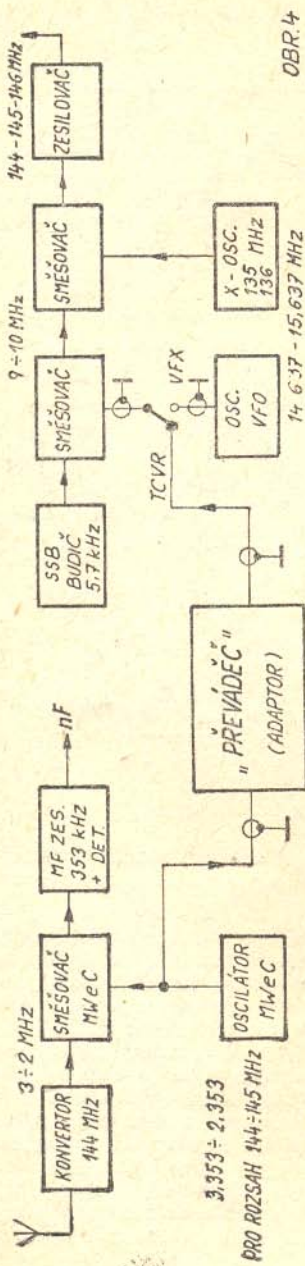 3 ÷ 2 MHz
KONVERTOR
144 MHz
SMĚŠOVAČ
MWeC
MF ZES.
353 kHz
+ DET.
nF
OSCILÁTOR
MWeC
3,353 ÷ 2,353
PRO ROZSAH 144÷145 MHz
„PŘEVÁDĚČ“
(ADAPTOR)
SSB
BUDIČ
5,7 kHz
9 ÷ 10 MHz
SMĚŠOVAČ
SMĚŠOVAČ
144-145-146 MHz
ZESILOVAČ
TCVR
VFX
OSC.
VFO
14 637 - 15,637 MHz
X - OSC.
135 MHz
136
OBR. 4